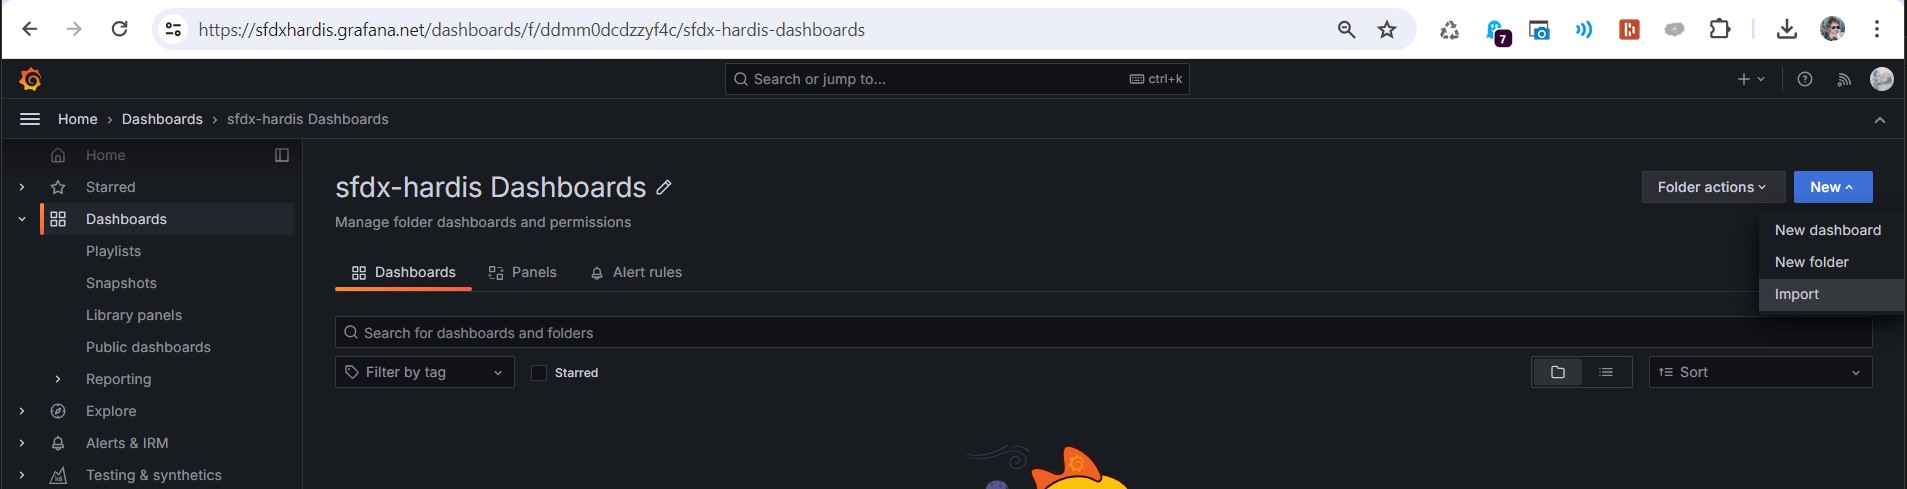 https://sfdxhardis.grafana.net/dashboards/f/ddmm0dcdzzyf4c/sfdx-hardis-dashboards
7
Search or jump to...
ctrl+k
Home › Dashboards › sfdx-hardis Dashboards
Home
Starred
Dashboards
Playlists
Snapshots
Library panels
Public dashboards
Reporting
Explore
Alerts & IRM
Testing & synthetics
sfdx-hardis Dashboards
Manage folder dashboards and permissions
Folder actions
New
New dashboard
New folder
Import
Dashboards
Panels
Alert rules
Search for dashboards and folders
Filter by tag
Starred
Sort